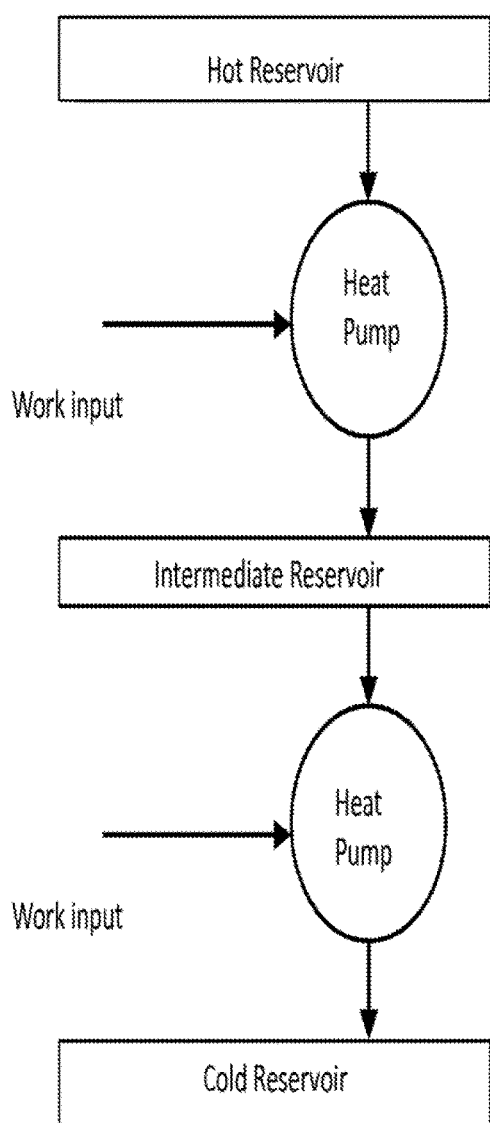 Hot Reservoir
Heat
Pump
Work input
Intermediate Reservoir
Heat
Pump
Work input
Cold Reservoir